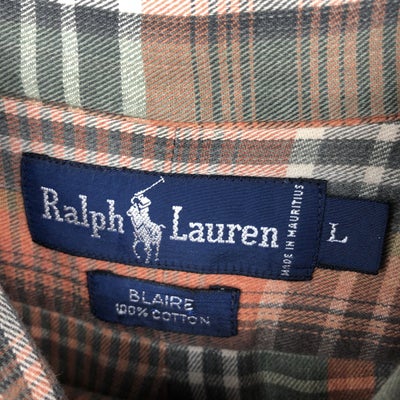 Ralph Lauren
MADE IN MAURITIUS
L
BLAIRE
100% COTTON